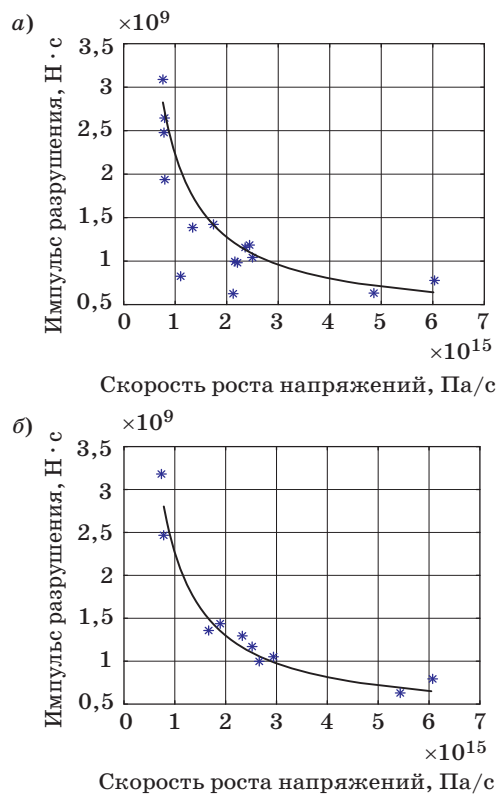 а)
×10⁹
Импульс разрушения, Н · с
3,5
3
2,5
2
1,5
1
0,5
0 1 2 3 4 5 6 7
×10¹⁵
Скорость роста напряжений, Па/с
б)
×10⁹
Импульс разрушения, Н · с
3,5
3
2,5
2
1,5
1
0,5
0 1 2 3 4 5 6 7
×10¹⁵
Скорость роста напряжений, Па/с